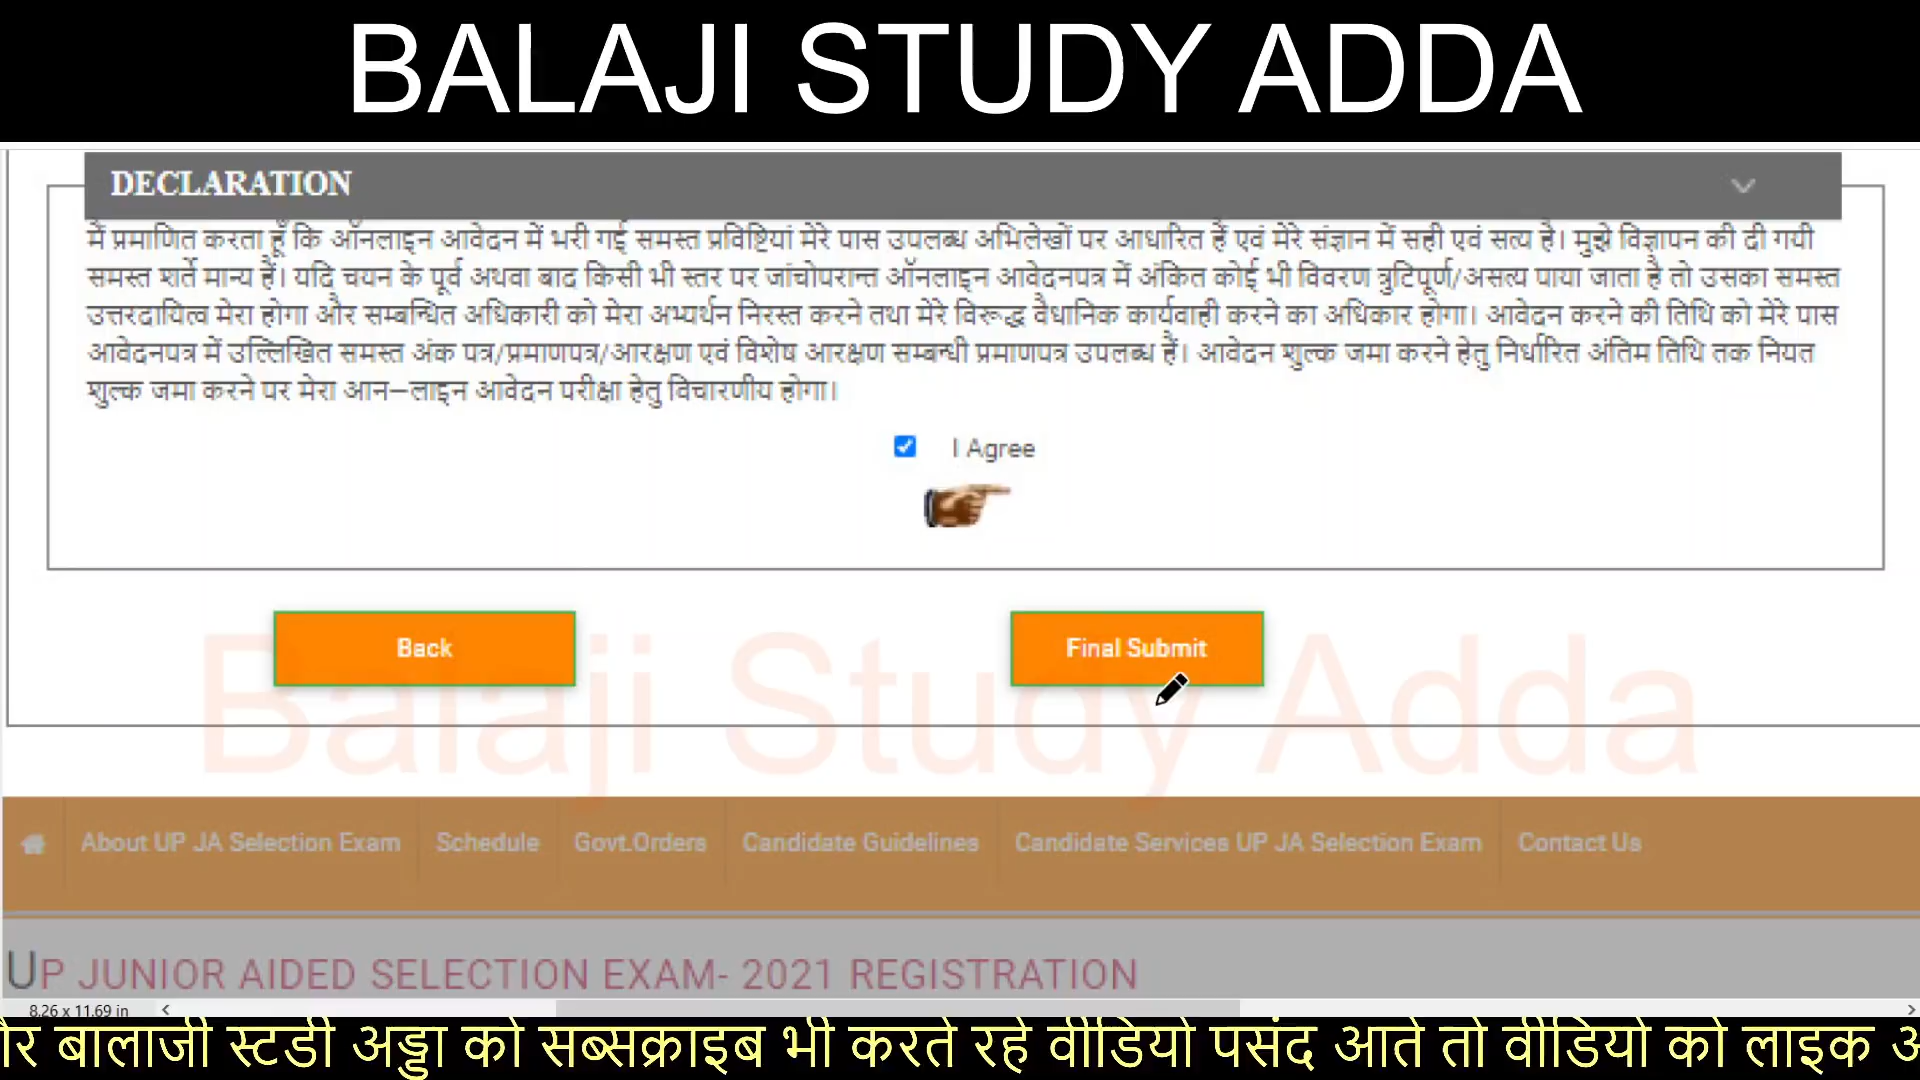 BALAJI STUDY ADDA
DECLARATION
मैं प्रमाणित करता हूँ कि ऑनलाइन आवेदन में भरी गई समस्त प्रविष्टियां मेरे पास उपलब्ध अभिलेखों पर आधारित हैं एवं मेरे संज्ञान में सही एवं सत्य है। मुझे विज्ञापन की दी गयी
समस्त शर्ते मान्य हैं। यदि चयन के पूर्व अथवा बाद किसी भी स्तर पर जांचोपरान्त ऑनलाइन आवेदनपत्र में अंकित कोई भी विवरण त्रुटिपूर्ण/असत्य पाया जाता है तो उसका समस्त
उत्तरदायित्व मेरा होगा और सम्बन्धित अधिकारी को मेरा अभ्यर्थन निरस्त करने तथा मेरे विरूद्ध वैधानिक कार्यवाही करने का अधिकार होगा। आवेदन करने की तिथि को मेरे पास
आवेदनपत्र में उल्लिखित समस्त अंक पत्र/प्रमाणपत्र/आरक्षण एवं विशेष आरक्षण सम्बन्धी प्रमाणपत्र उपलब्ध हैं। आवेदन शुल्क जमा करने हेतु निर्धारित अंतिम तिथि तक नियत
शुल्क जमा करने पर मेरा आन–लाइन आवेदन परीक्षा हेतु विचारणीय होगा।
I Agree
Back Final Submit
Balaji Study Adda
About UP JA Selection Exam Schedule Govt.Orders Candidate Guidelines Candidate Services UP JA Selection Exam Contact Us
UP JUNIOR AIDED SELECTION EXAM- 2021 REGISTRATION
8.26 x 11.69 in
बालाजी स्टडी अड्डा को सब्सक्राइब भी करते रहे वीडियो पसंद आते तो वीडियो को लाइक